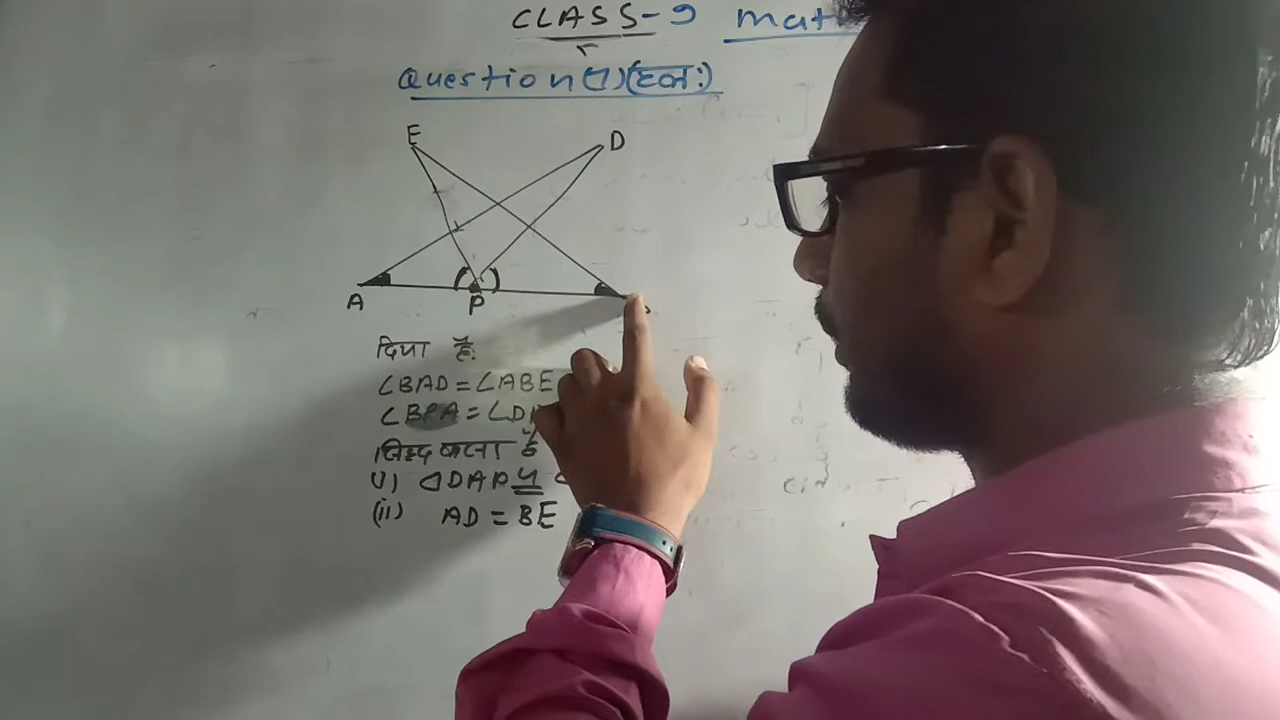 CLASS-9 mat
Question (7) (हल:)
E
D
A
P
दिया है:
∠BAD = ∠ABE
∠BPA = ∠D
सिद्ध करना है
(i) △DAP ≅
(ii) AD = BE